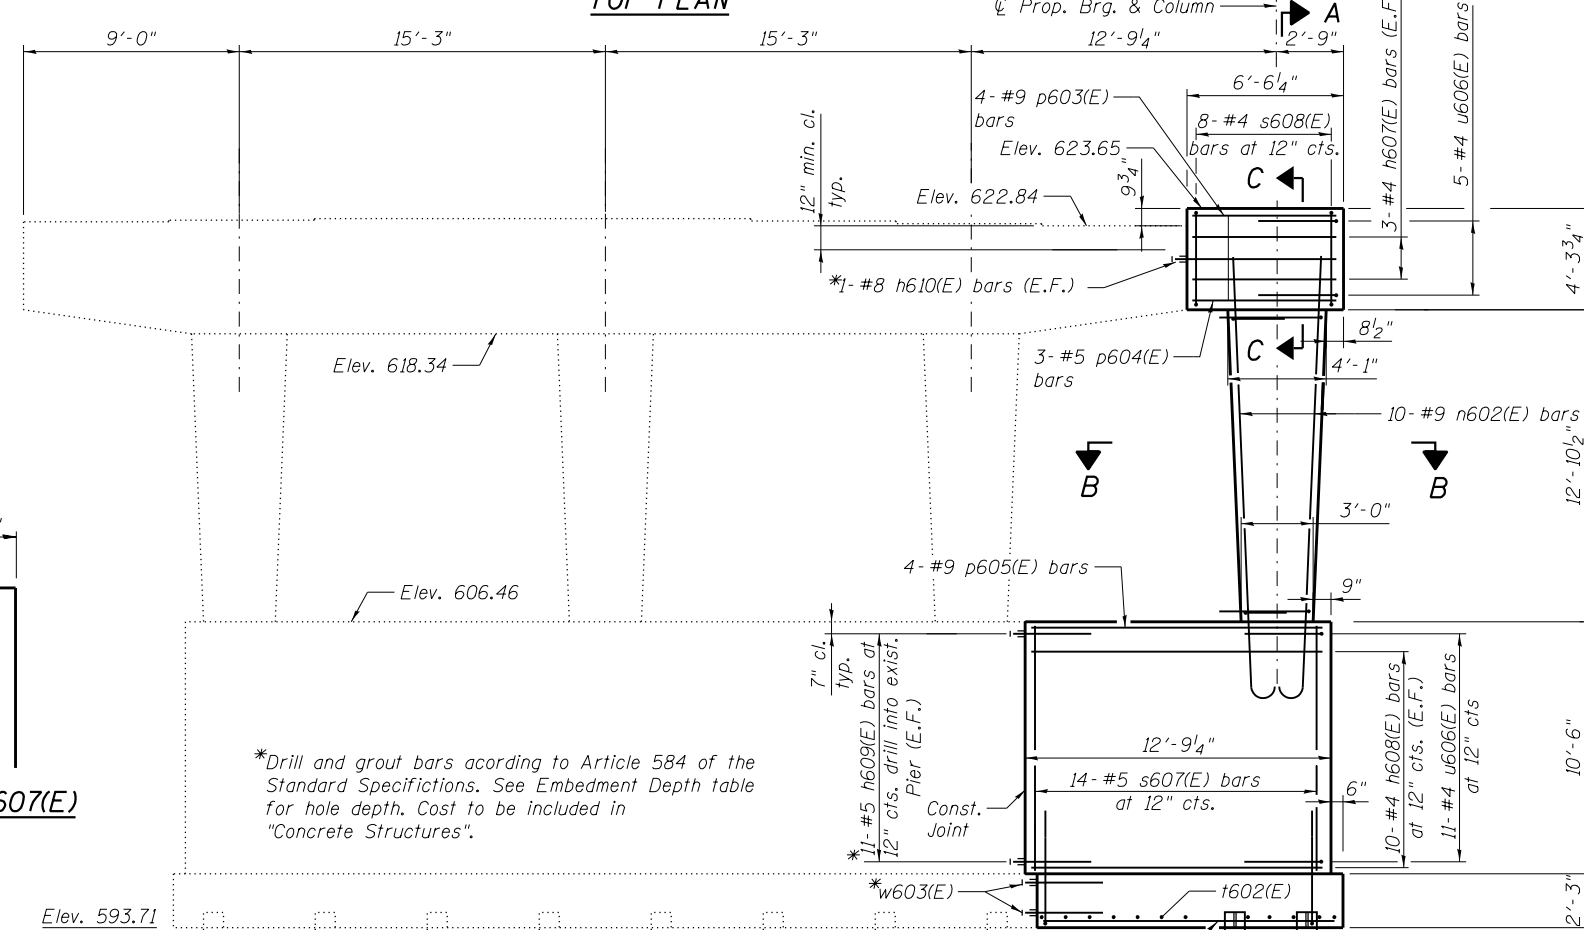 TOP PLAN
℄ Prop. Brg. & Column
A
9'-0"
15'-3"
15'-3"
12'-9¼"
2'-9"
6'-6¼"
4- #9 p603(E)
bars
8- #4 s608(E)
bars at 12" cts.
Elev. 623.65
12" min. cl.
typ.
9¾"
Elev. 622.84
C
3- #4 h607(E) bars (E.F.)
5- #4 u606(E) bars
4'-3¾"
*1- #8 h610(E) bars (E.F.)
Elev. 618.34
3- #5 p604(E)
bars
C
8½"
4'-1"
10- #9 n602(E) bars
B
B
12'-10½"
3'-0"
4- #9 p605(E) bars
9"
Elev. 606.46
7" cl.
typ.
*11- #5 h609(E) bars at
12" cts. drill into exist.
Pier (E.F.)
12'-9¼"
14- #5 s607(E) bars
at 12" cts.
Const.
Joint
6"
10- #4 h608(E) bars
at 12" cts. (E.F.)
11- #4 u606(E) bars
at 12" cts
10'-6"
*Drill and grout bars acording to Article 584 of the
Standard Specifictions. See Embedment Depth table
for hole depth. Cost to be included in
"Concrete Structures".
607(E)
*w603(E)
t602(E)
2'-3"
Elev. 593.71